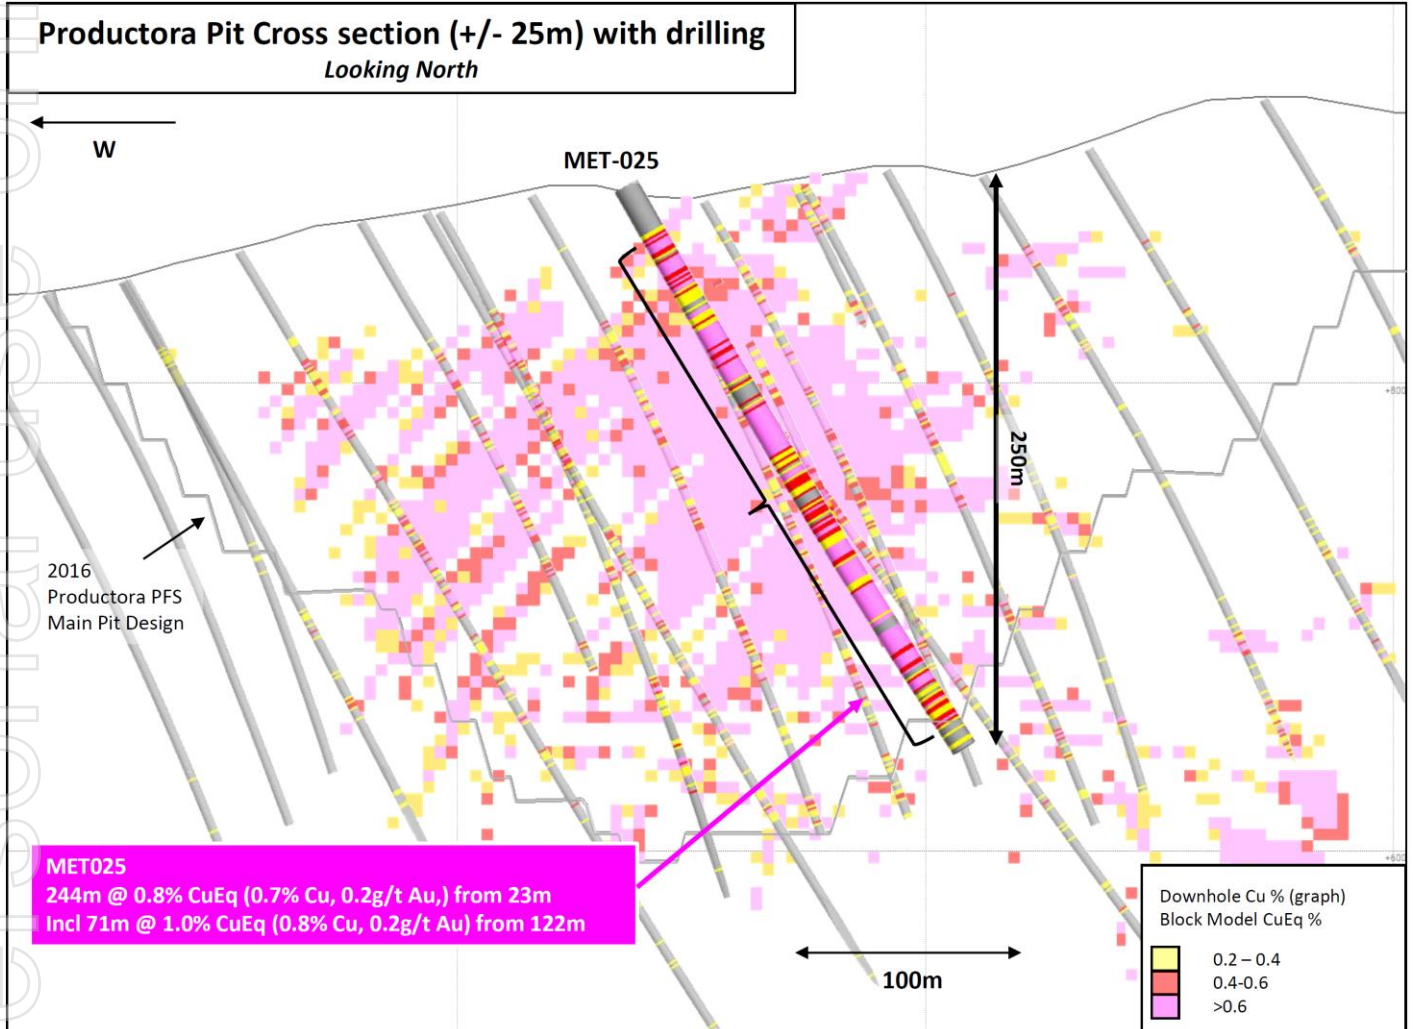 Productora Pit Cross section (+/- 25m) with drilling
Looking North
W
MET-025
250m
2016
Productora PFS
Main Pit Design
MET025
244m @ 0.8% CuEq (0.7% Cu, 0.2g/t Au,) from 23m
Incl 71m @ 1.0% CuEq (0.8% Cu, 0.2g/t Au) from 122m
100m
Downhole Cu % (graph)
Block Model CuEq %
0.2 – 0.4
0.4-0.6
>0.6